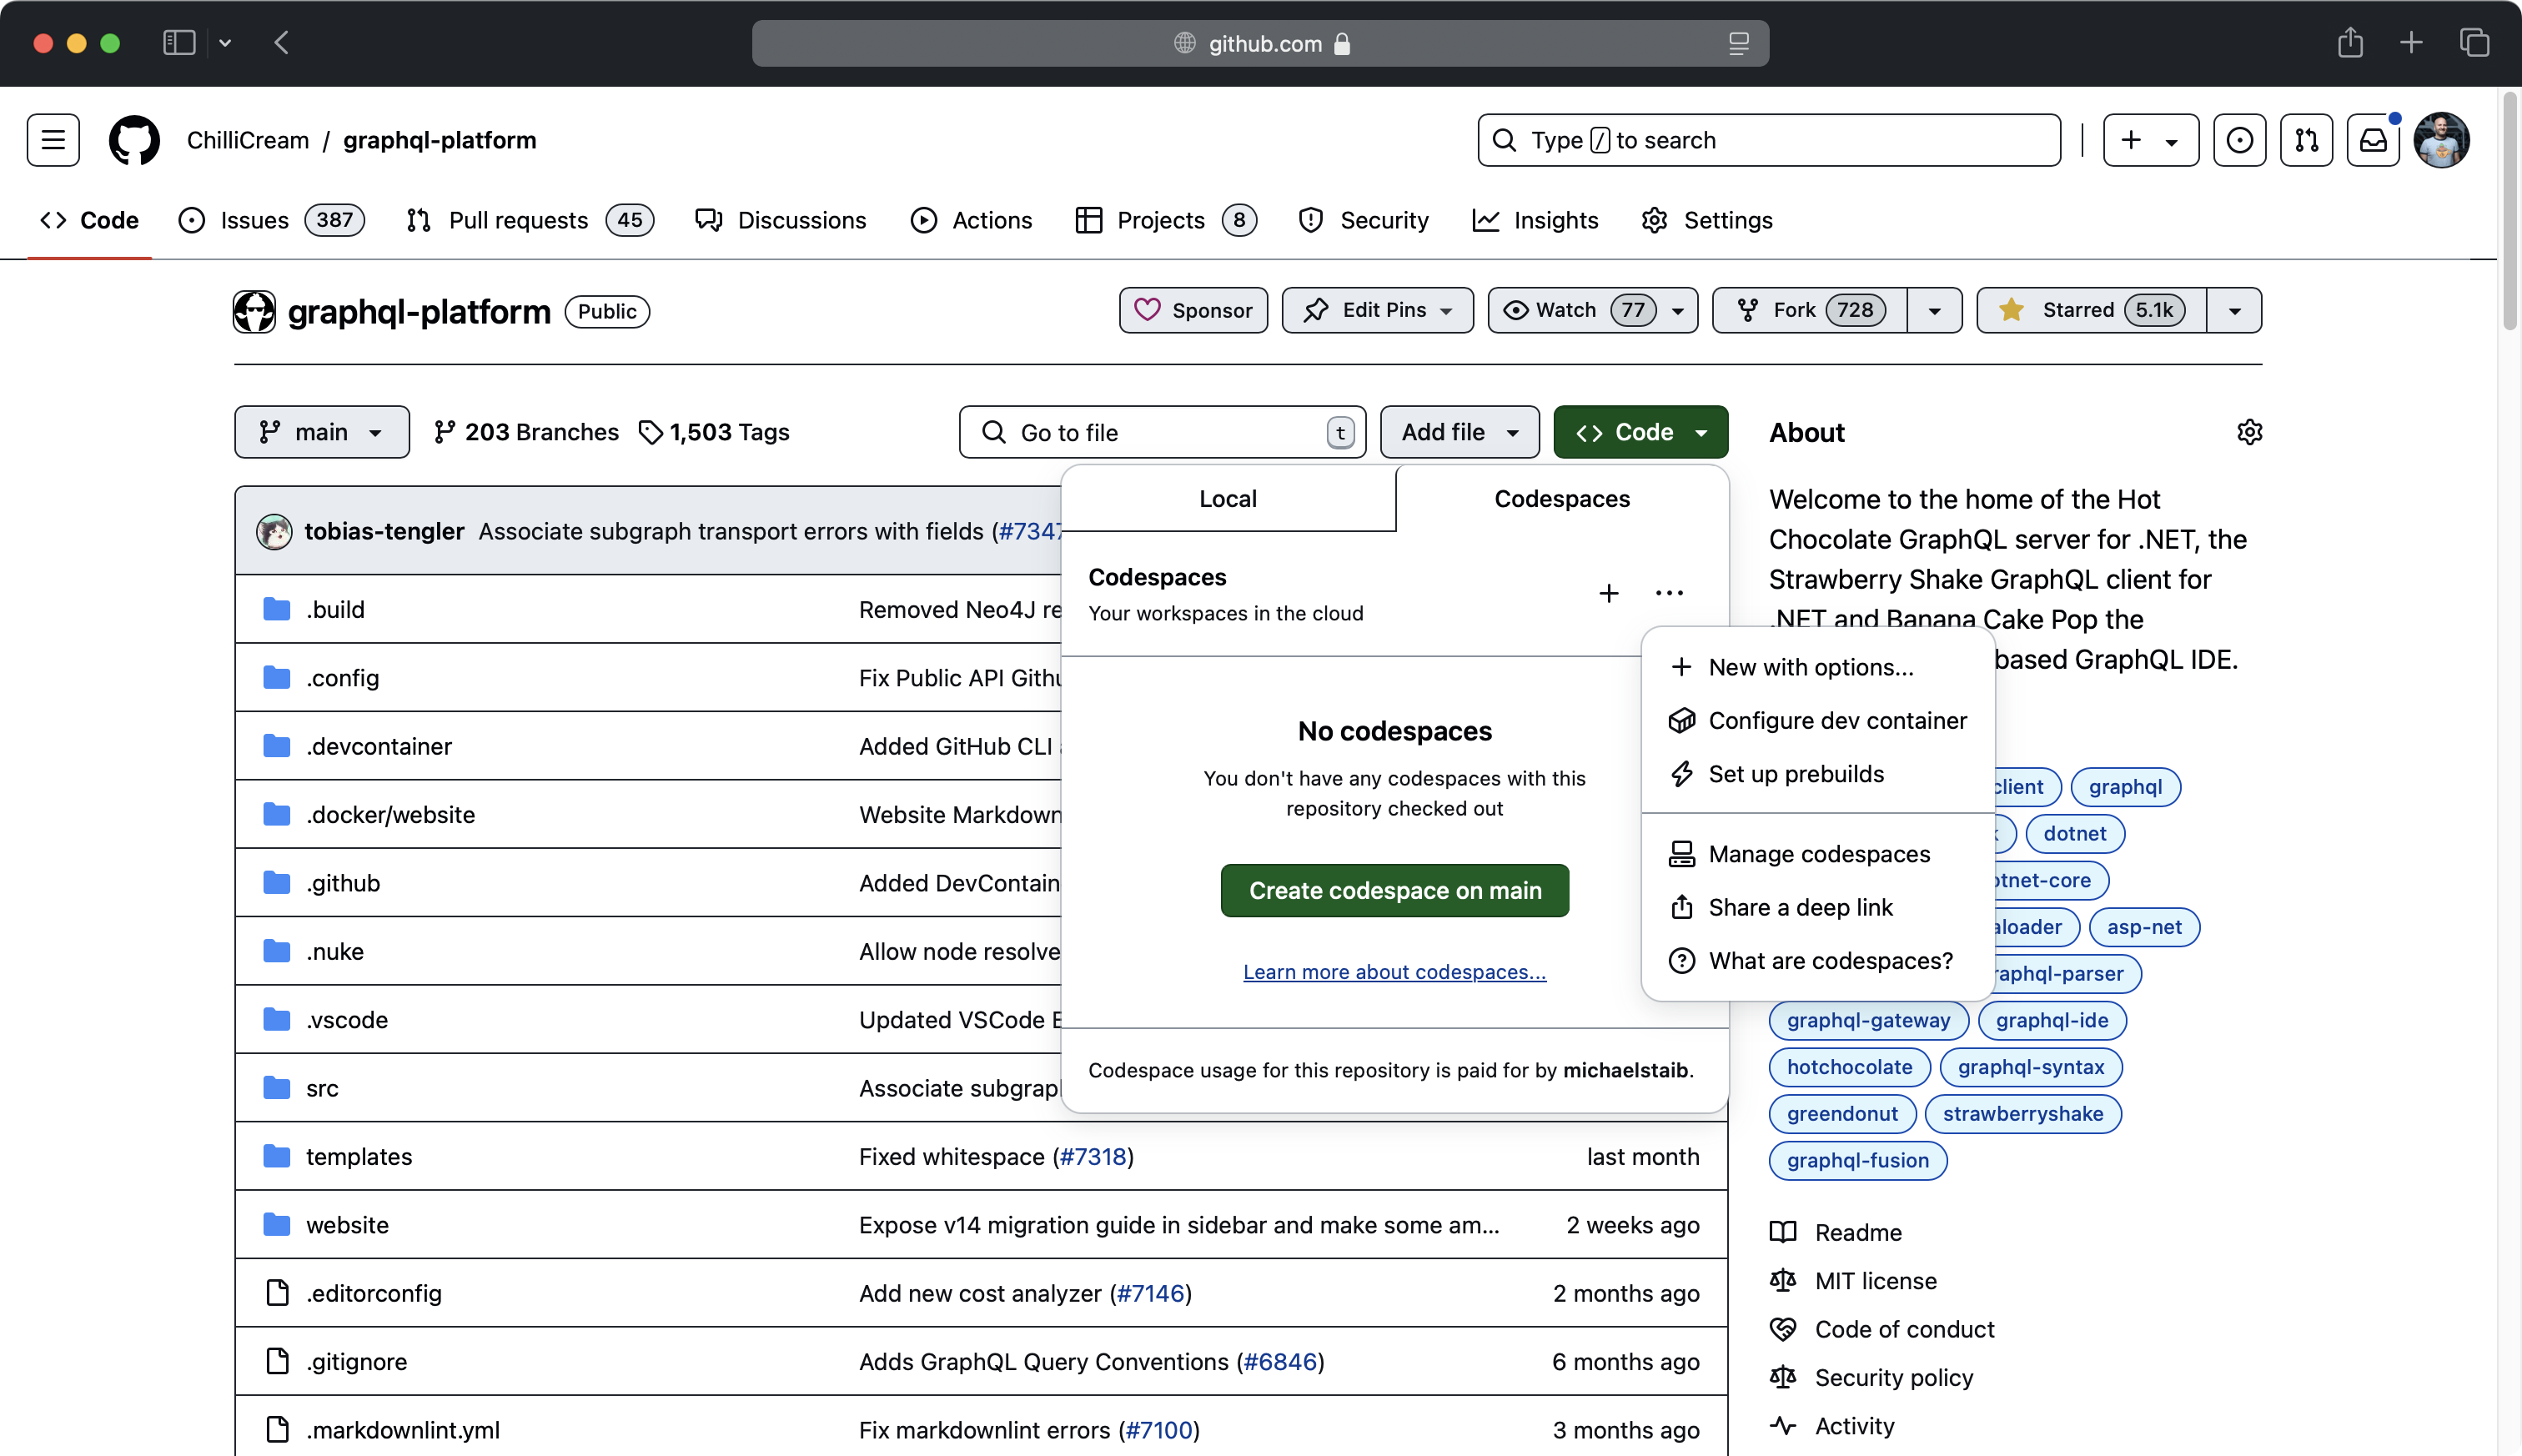 github.com
ChilliCream / graphql-platform
Type / to search
Code
Issues 387
Pull requests 45
Discussions
Actions
Projects 8
Security
Insights
Settings
graphql-platform Public
Sponsor
Edit Pins
Watch 77
Fork 728
Starred 5.1k
main
203 Branches
1,503 Tags
Go to file t
Add file
Code
tobias-tengler Associate subgraph transport errors with fields (#7347
.build Removed Neo4J re
.config Fix Public API Githu
.devcontainer Added GitHub CLI
.docker/website Website Markdown
.github Added DevContain
.nuke Allow node resolve
.vscode Updated VSCode E
src Associate subgrap
templates Fixed whitespace (#7318) last month
website Expose v14 migration guide in sidebar and make some am... 2 weeks ago
.editorconfig Add new cost analyzer (#7146) 2 months ago
.gitignore Adds GraphQL Query Conventions (#6846) 6 months ago
.markdownlint.yml Fix markdownlint errors (#7100) 3 months ago
Local
Codespaces
Codespaces
Your workspaces in the cloud
No codespaces
You don't have any codespaces with this
repository checked out
Create codespace on main
Learn more about codespaces...
Codespace usage for this repository is paid for by michaelstaib.
New with options...
Configure dev container
Set up prebuilds
Manage codespaces
Share a deep link
What are codespaces?
About
Welcome to the home of the Hot
Chocolate GraphQL server for .NET, the
Strawberry Shake GraphQL client for
.NET and Banana Cake Pop the
based GraphQL IDE.
client graphql
dotnet
otnet-core
aloader asp-net
raphql-parser
graphql-gateway graphql-ide
hotchocolate graphql-syntax
greendonut strawberryshake
graphql-fusion
Readme
MIT license
Code of conduct
Security policy
Activity